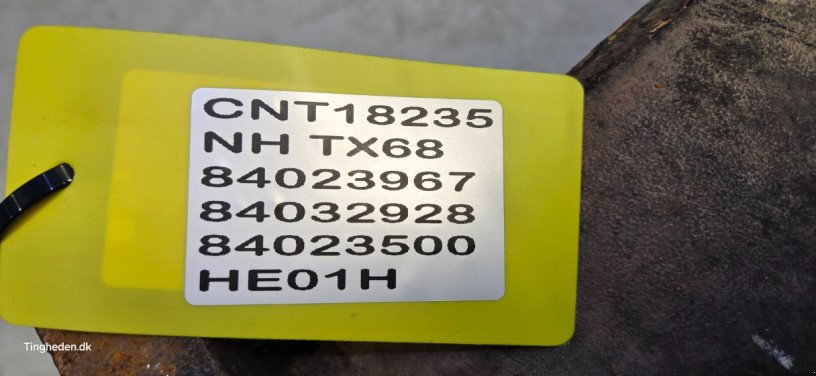 CNT18235
NH TX68
84023967
84032928
84023500
HE01H
Tingheden.dk